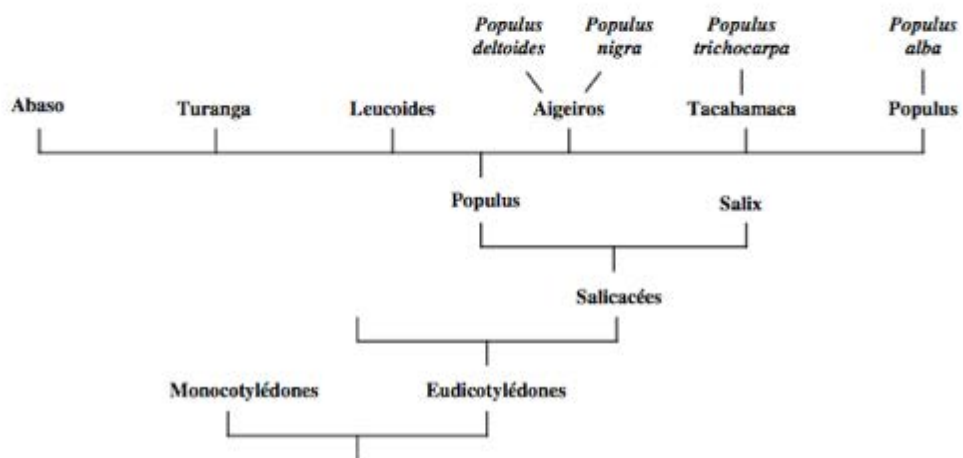 Populus Populus Populus Populus
deltoides nigra trichocarpa alba
Abaso Turanga Leucoides Aigeiros Tacahamaca Populus
Populus Salix
Salicacées
Monocotylédones Eudicotylédones